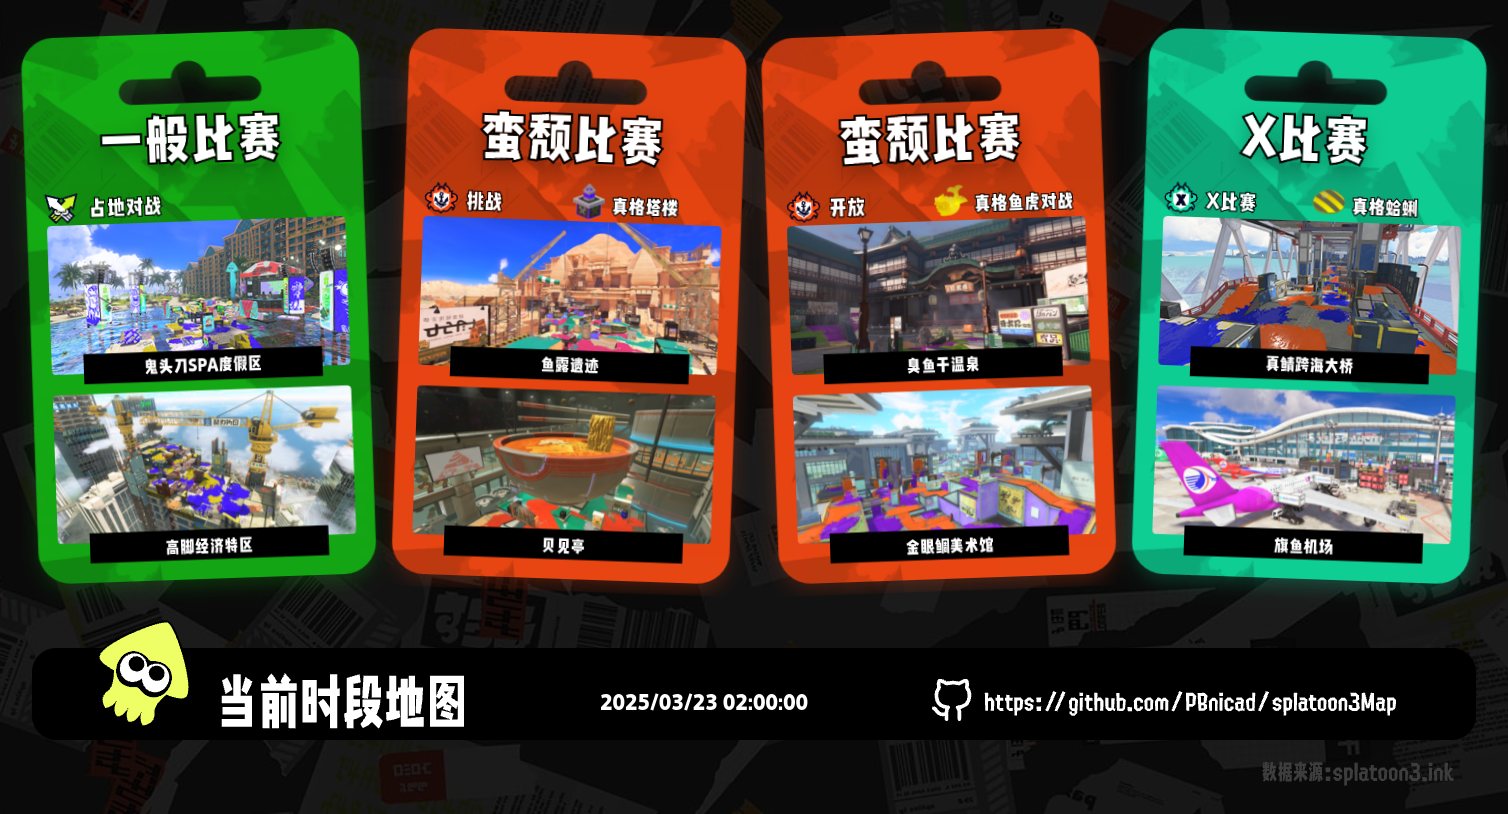 一般比赛
占地对战
鬼头刀SPA度假区
高脚经济特区
蛮颓比赛
挑战
真格塔楼
鱼露遗迹
贝见亭
蛮颓比赛
开放
真格鱼虎对战
臭鱼干温泉
金眼鲷美术馆
X比赛
X比赛
真格蛤蜊
真鲭跨海大桥
旗鱼机场
当前时段地图
2025/03/23 02:00:00
https://github.com/PBnicad/splatoon3Map
数据来源:splatoon3.ink